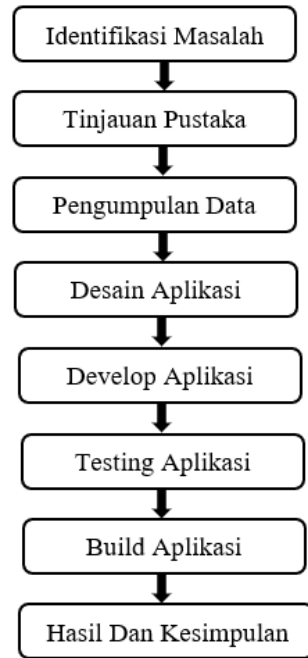 Identifikasi Masalah
Tinjauan Pustaka
Pengumpulan Data
Desain Aplikasi
Develop Aplikasi
Testing Aplikasi
Build Aplikasi
Hasil Dan Kesimpulan